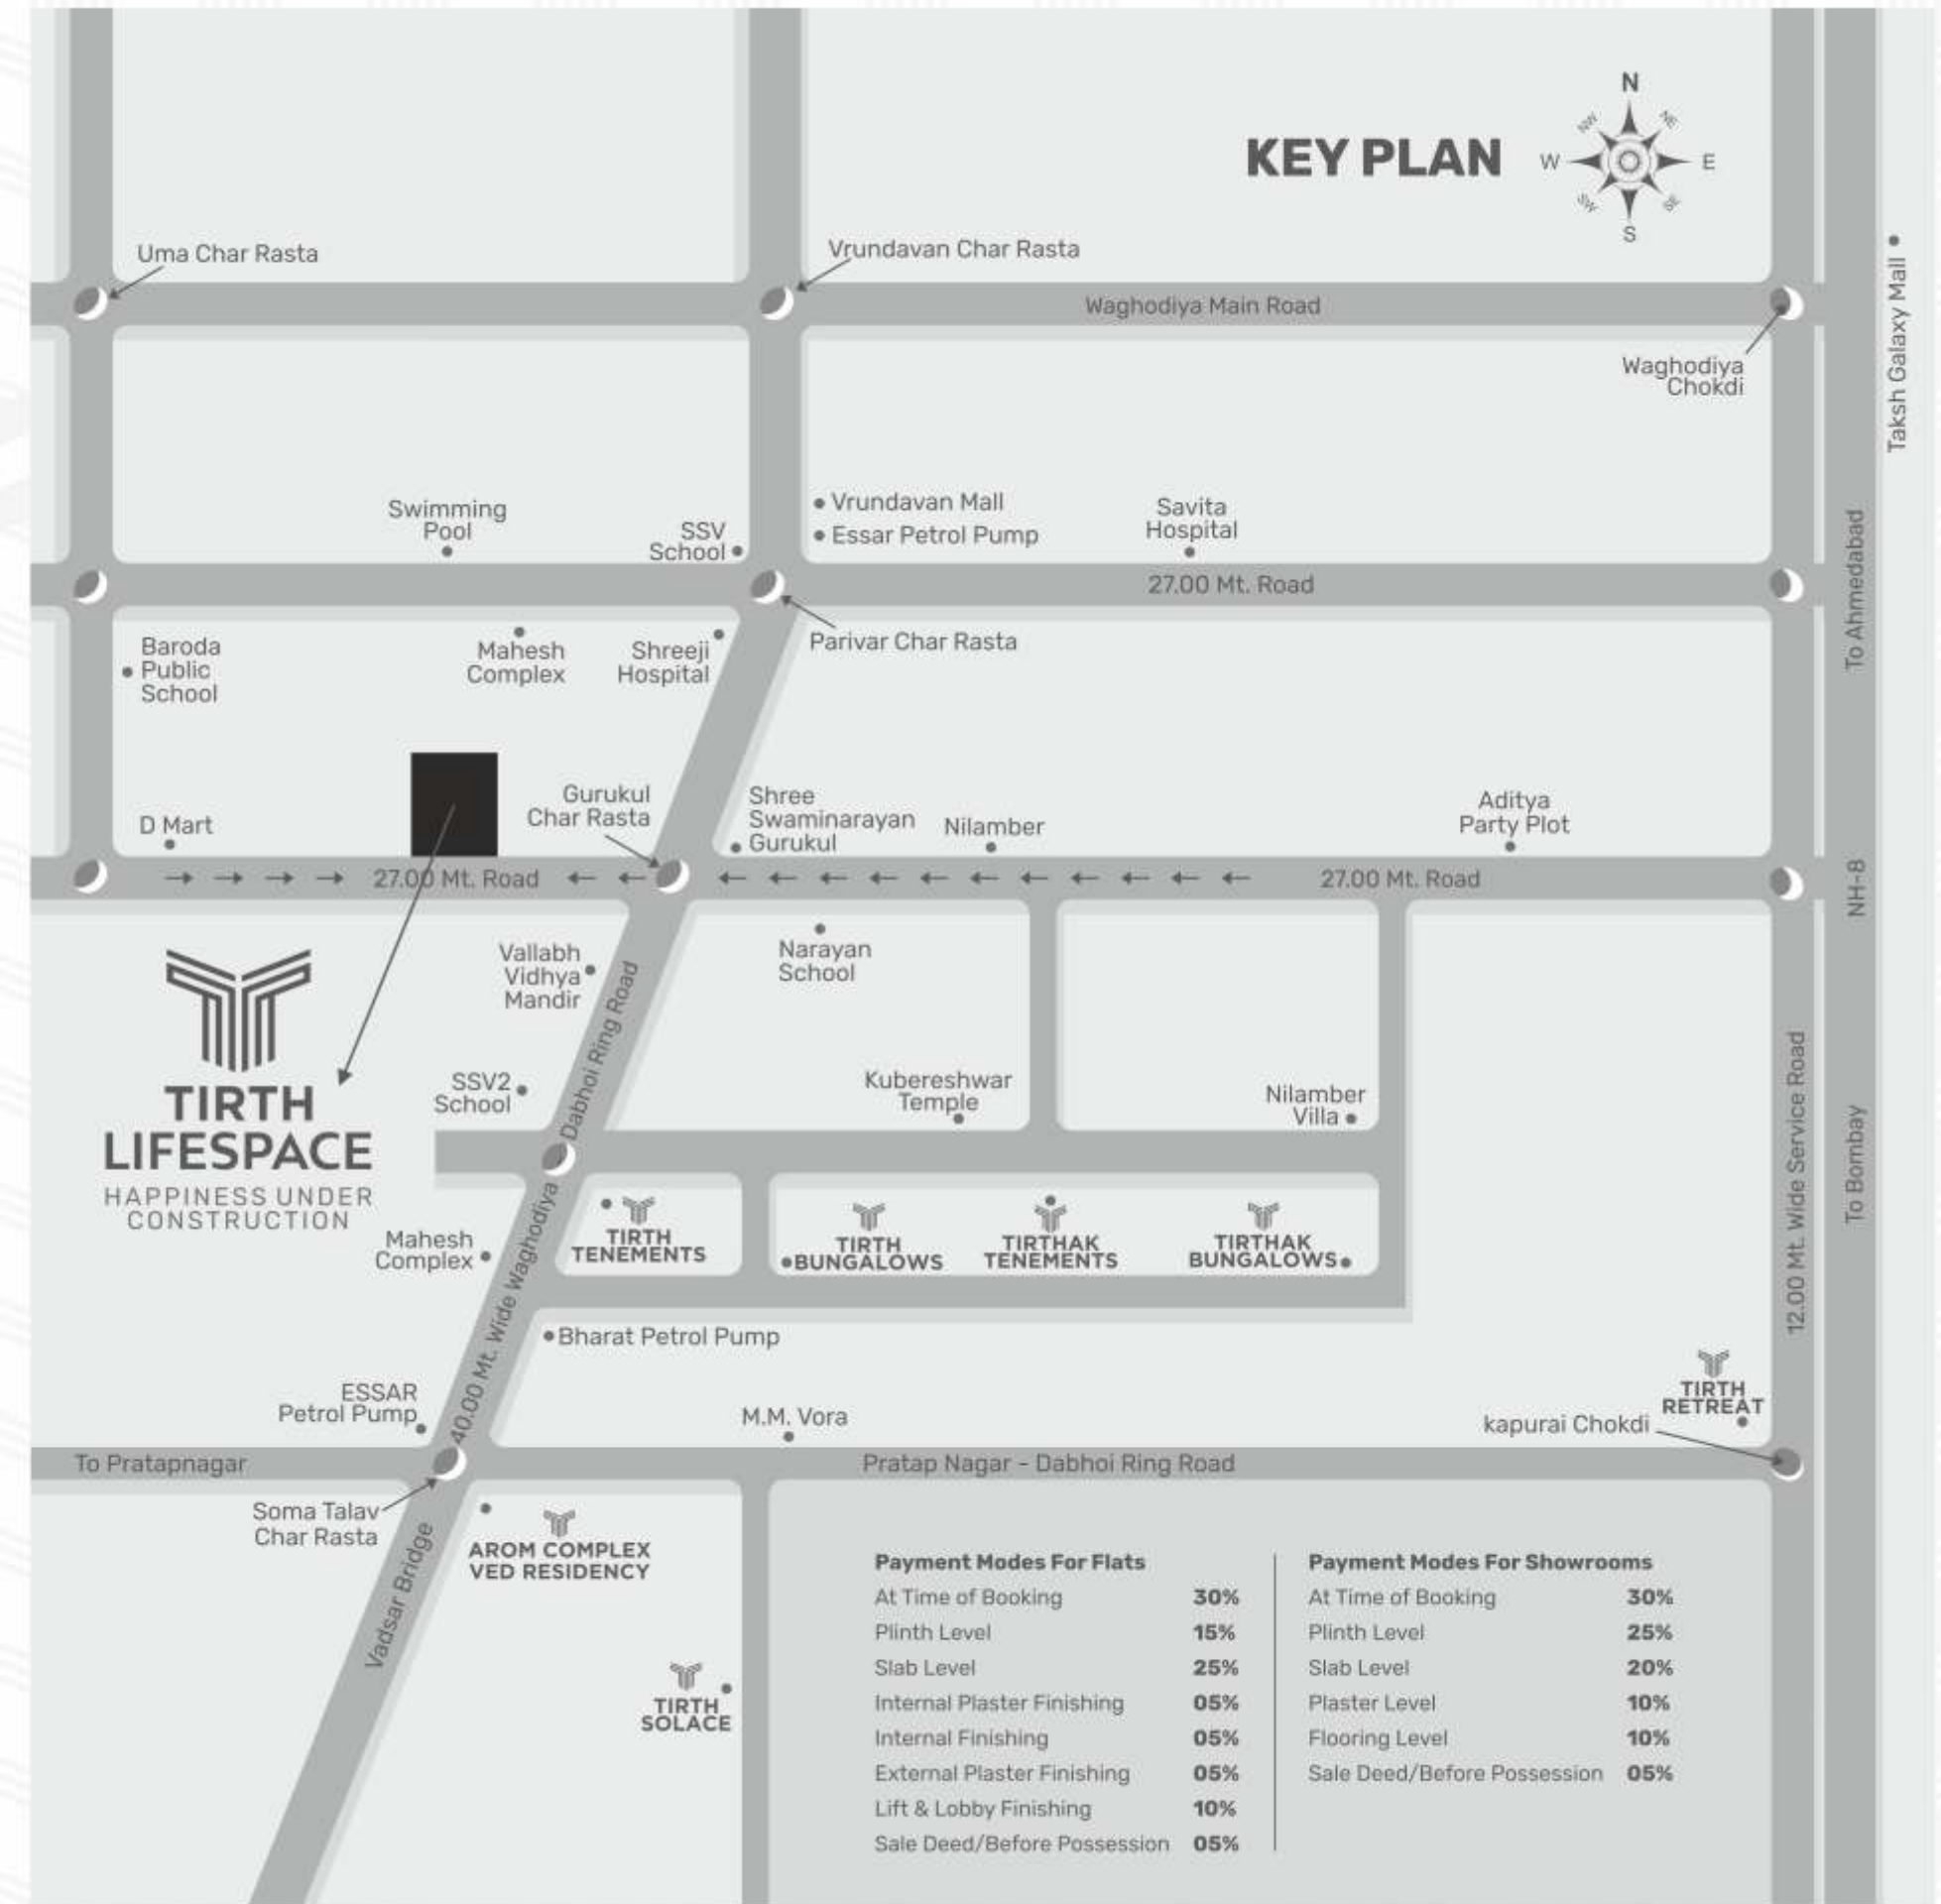 N
NW
NE
KEY PLAN
W
E
SW
SE
S
Uma Char Rasta
Vrundavan Char Rasta
Waghodiya Main Road
Waghodiya
Chokdi
Taksh Galaxy Mall
Swimming
Pool
SSV
School
Vrundavan Mall
Essar Petrol Pump
Savita
Hospital
27.00 Mt. Road
To Ahmedabad
Baroda
Public
School
Mahesh
Complex
Shreeji
Hospital
Parivar Char Rasta
D Mart
Gurukul
Char Rasta
Shree
Swaminarayan
Gurukul
Nilamber
Aditya
Party Plot
27.00 Mt. Road
27.00 Mt. Road
NH-8
Vallabh
Vidhya
Mandir
Narayan
School
Dabhoi Ring Road
TIRTH
LIFESPACE
HAPPINESS UNDER
CONSTRUCTION
SSV2
School
Kubereshwar
Temple
Nilamber
Villa
12.00 Mt. Wide Service Road
To Bombay
Mahesh
Complex
40.00 Mt. Wide Waghodiya
TIRTH
TENEMENTS
TIRTH
BUNGALOWS
TIRTHAK
TENEMENTS
TIRTHAK
BUNGALOWS
Bharat Petrol Pump
ESSAR
Petrol Pump
M.M. Vora
TIRTH
RETREAT
kapurai Chokdi
To Pratapnagar
Pratap Nagar - Dabhoi Ring Road
Soma Talav
Char Rasta
Vadsar Bridge
AROM COMPLEX
VED RESIDENCY
TIRTH
SOLACE
Payment Modes For Flats
At Time of Booking 30%
Plinth Level 15%
Slab Level 25%
Internal Plaster Finishing 05%
Internal Finishing 05%
External Plaster Finishing 05%
Lift & Lobby Finishing 10%
Sale Deed/Before Possession 05%
Payment Modes For Showrooms
At Time of Booking 30%
Plinth Level 25%
Slab Level 20%
Plaster Level 10%
Flooring Level 10%
Sale Deed/Before Possession 05%